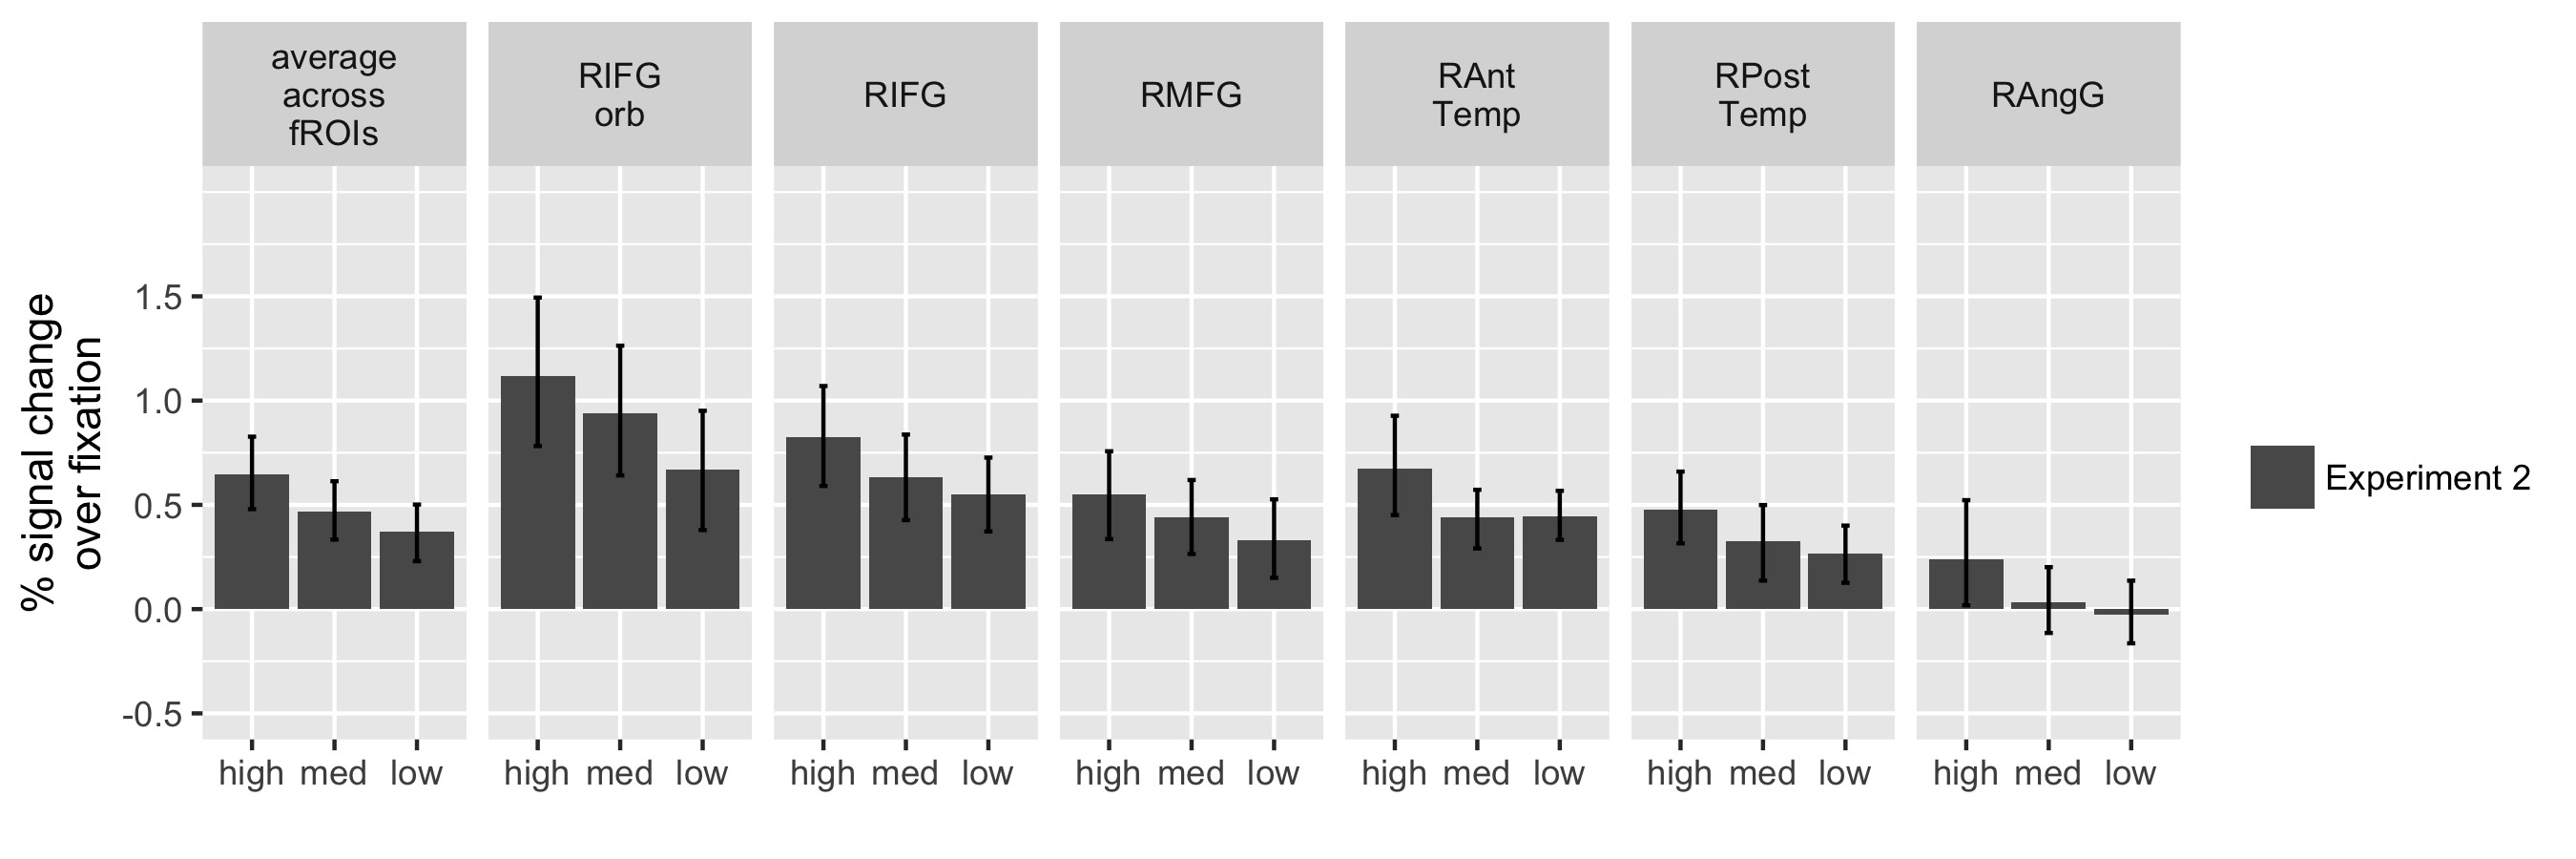 average
across
fROIs
RIFG
orb
RIFG
RMFG
RAnt
Temp
RPost
Temp
RAngG
% signal change
over fixation
1.5
1.0
0.5
0.0
-0.5
high med low
high med low
high med low
high med low
high med low
high med low
high med low
Experiment 2